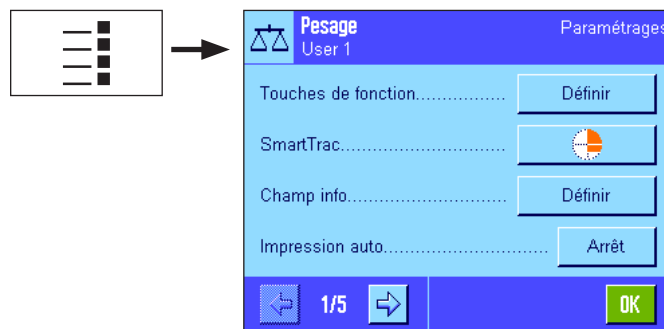 Pesage
Paramétrages
User 1
Touches de fonction................ Définir
SmartTrac..............................
Champ info............................. Définir
Impression auto.............................. Arrêt
1/5
OK